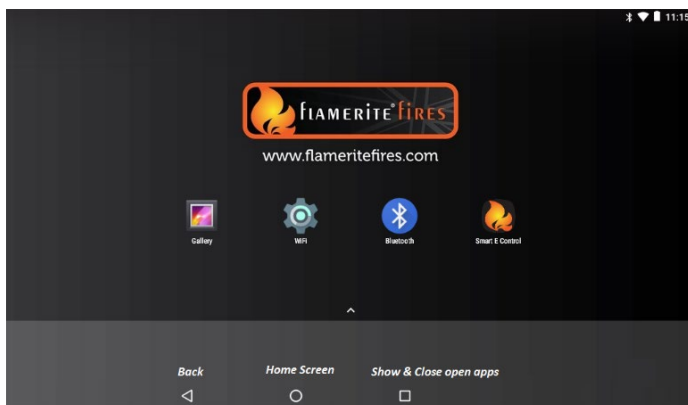 11:15
flamerite® fires
www.flameritefires.com
Gallery WiFi Bluetooth Smart E Control
Back Home Screen Show & Close open apps